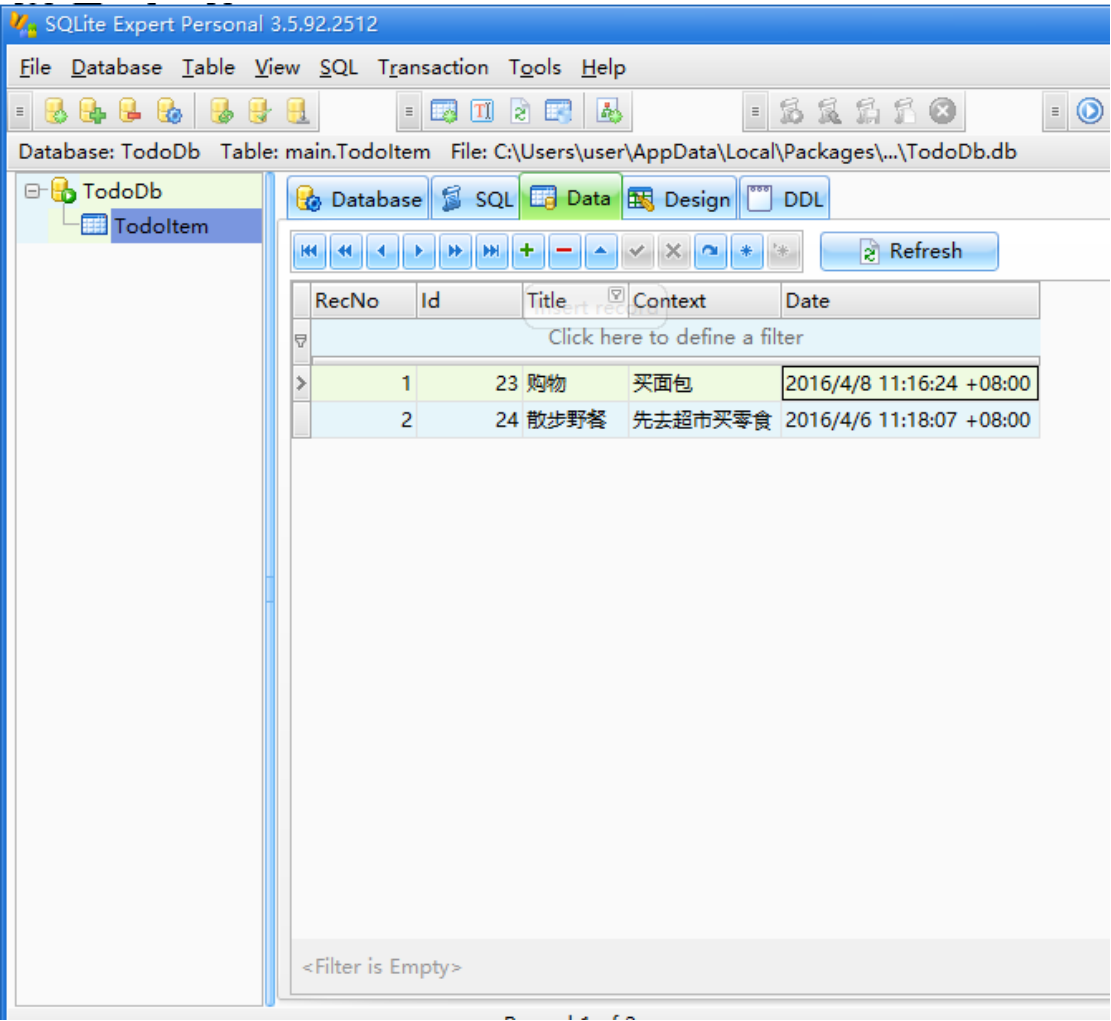 SQLite Expert Personal 3.5.92.2512
File Database Table View SQL Transaction Tools Help
Database: TodoDb Table: main.TodoItem File: C:\Users\user\AppData\Local\Packages\...\TodoDb.db
TodoDb
TodoItem
Database SQL Data Design DDL
Refresh
RecNo Id Title Context Date
Insert record
Click here to define a filter
1 23 购物 买面包 2016/4/8 11:16:24 +08:00
2 24 散步野餐 先去超市买零食 2016/4/6 11:18:07 +08:00
<Filter is Empty>